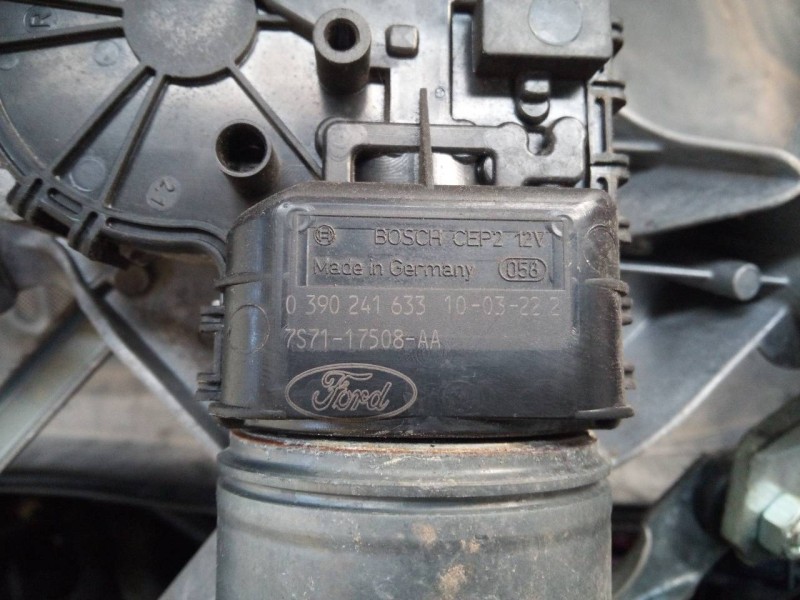 R
21
BOSCH CEP2 12V
Made in Germany 058
0 390 241 633 10-03-22 2
7S71-17508-AA
Ford